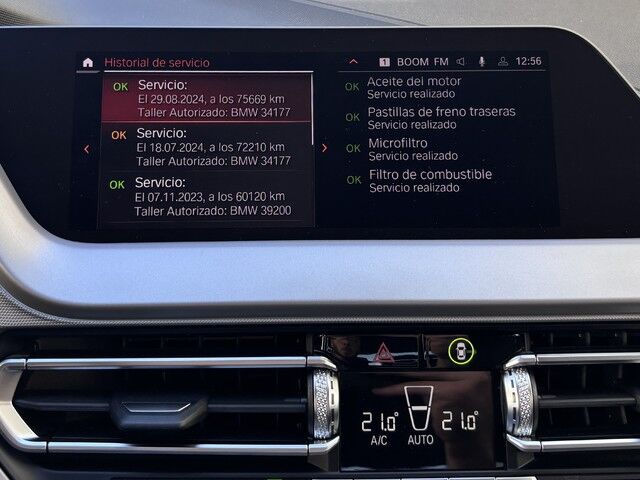 Historial de servicio
1 BOOM FM 12:56
OK Servicio:
El 29.08.2024, a los 75669 km
Taller Autorizado: BMW 34177
OK Servicio:
El 18.07.2024, a los 72210 km
Taller Autorizado: BMW 34177
OK Servicio:
El 07.11.2023, a los 60120 km
Taller Autorizado: BMW 39200
OK Aceite del motor
Servicio realizado
OK Pastillas de freno traseras
Servicio realizado
OK Microfiltro
Servicio realizado
OK Filtro de combustible
Servicio realizado
21.0° 21.0°
A/C AUTO